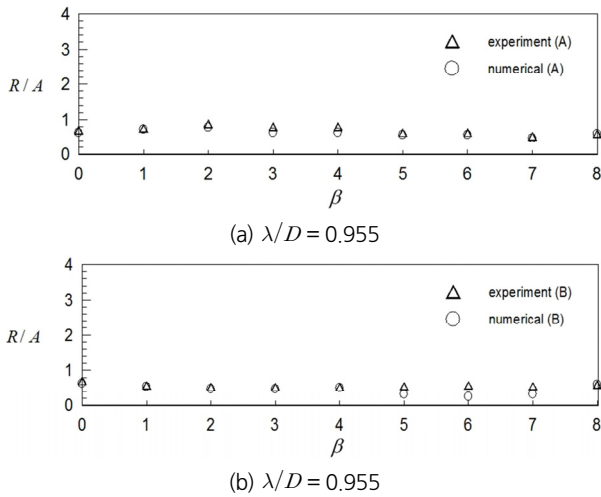 4
experiment (A)
3
numerical (A)
R / A
2
1
0
0 1 2 3 4 5 6 7 8
β
(a) λ/D = 0.955
4
experiment (B)
3
numerical (B)
R / A
2
1
0
0 1 2 3 4 5 6 7 8
β
(b) λ/D = 0.955